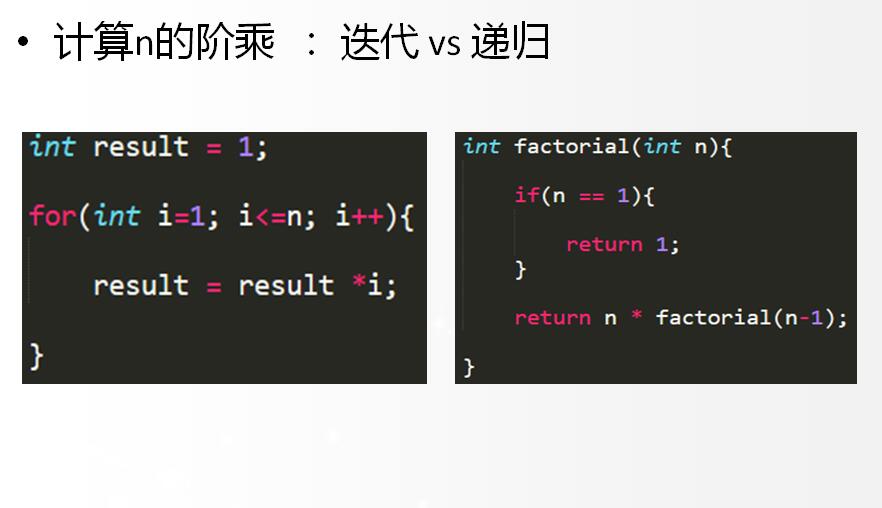 • 计算n的阶乘 ： 迭代 vs 递归
int result = 1;
for(int i=1; i<=n; i++){
result = result *i;
}
int factorial(int n){
if(n == 1){
return 1;
}
return n * factorial(n-1);
}